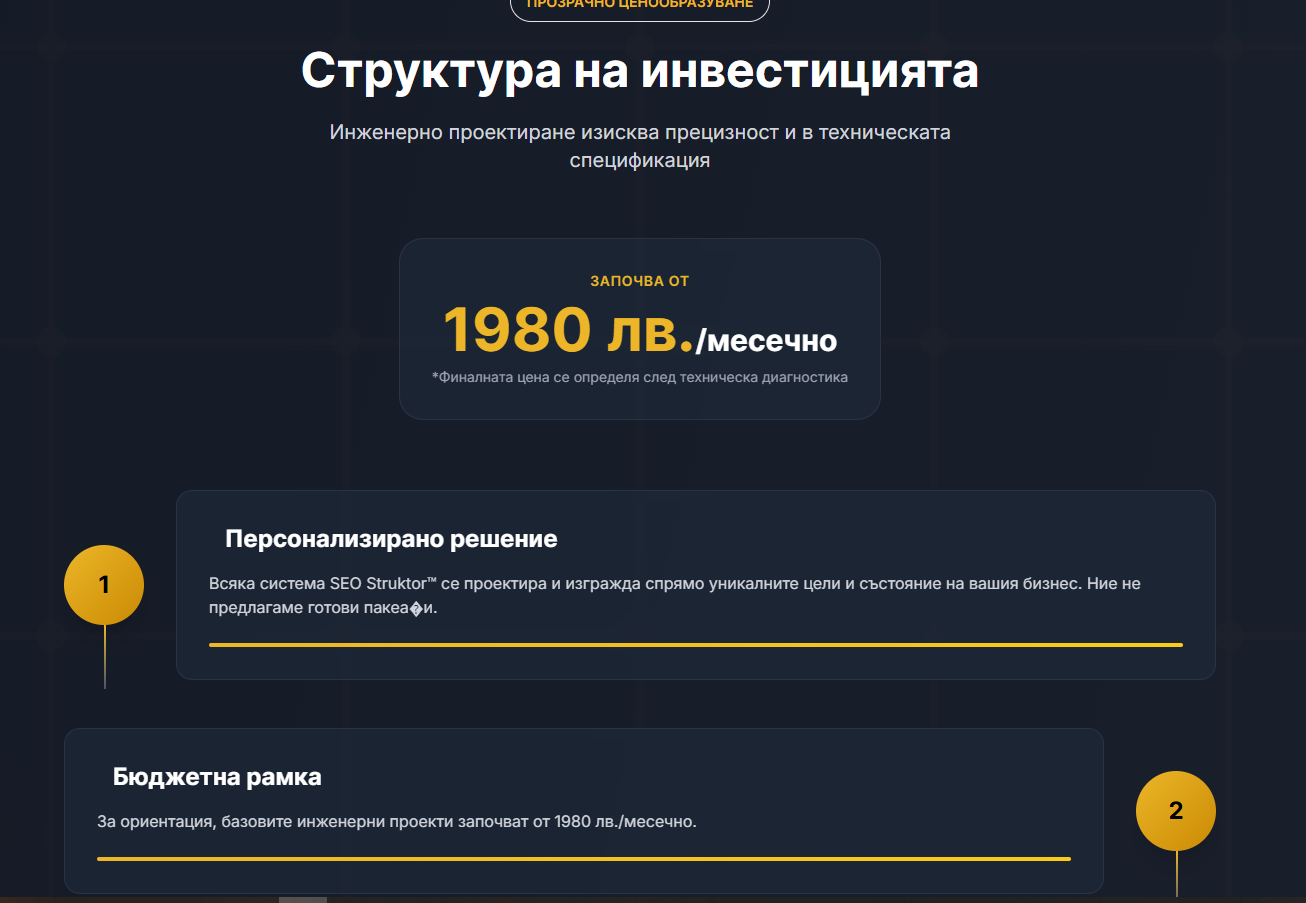 ПРОЗРАЧНО ЦЕНООБРАЗУВАНЕ
Структура на инвестицията
Инженерно проектиране изисква прецизност и в техническата
спецификация
ЗАПОЧВА ОТ
1980 лв./месечно
*Финалната цена се определя след техническа диагностика
Персонализирано решение
1
Всяка система SEO Struktor™ се проектира и изгражда спрямо уникалните цели и състояние на вашия бизнес. Ние не
предлагаме готови пакеа�и.
Бюджетна рамка
2
За ориентация, базовите инженерни проекти започват от 1980 лв./месечно.